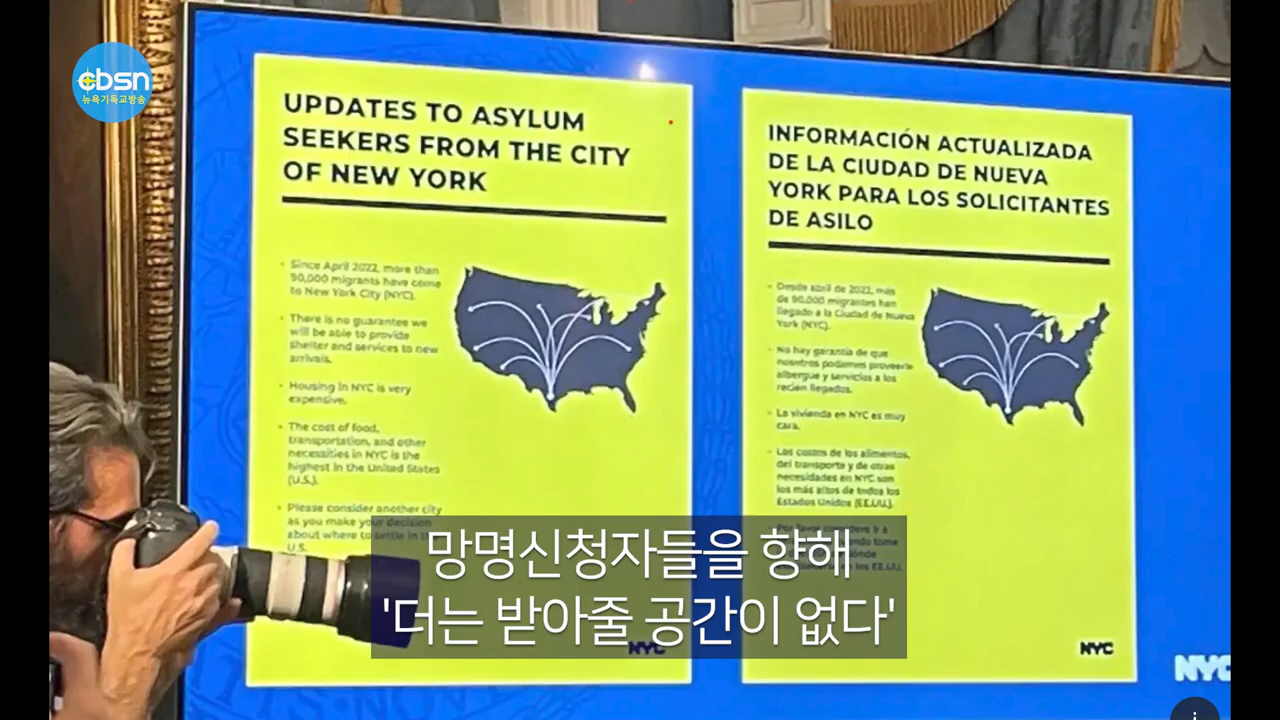 cbsn
뉴욕기독교방송
UPDATES TO ASYLUM
SEEKERS FROM THE CITY
OF NEW YORK
• Since April 2022, more than
90,000 migrants have come
to New York City (NYC).
• There is no guarantee we
will be able to provide
shelter and services to new
arrivals.
• Housing in NYC is very
expensive.
• The cost of food,
transportation, and other
necessities in NYC is the
highest in the United States
(U.S.).
• Please consider another city
as you make your decision
about where to settle in
U.S.
NYC
INFORMACIÓN ACTUALIZADA
DE LA CIUDAD DE NUEVA
YORK PARA LOS SOLICITANTES
DE ASILO
• Desde abril de 2022, más
de 90.000 migrantes han
llegado a la Ciudad de Nueva
York (NYC).
• No hay garantía de que
nosotros podamos proveerle
albergue y servicios a los
recién llegados.
• La vivienda en NYC es muy
cara.
• Los costos de los alimentos,
del transporte y de otras
necesidades en NYC son
los más altos de todos los
Estados Unidos (EE.UU.).
los EE.UU.
NYC
NYC
망명신청자들을 향해
'더는 받아줄 공간이 없다'